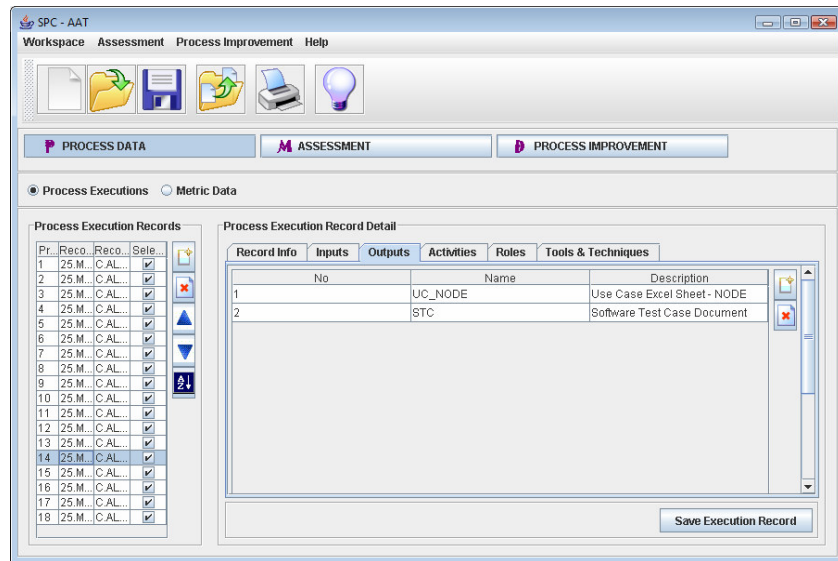 SPC - AAT
Workspace Assessment Process Improvement Help
P PROCESS DATA M ASSESSMENT D PROCESS IMPROVEMENT
Process Executions Metric Data
Process Execution Records Process Execution Record Detail
Record Info Inputs Outputs Activities Roles Tools & Techniques
Pr... Reco... Reco... Sele...
No Name Description
1 25.M... C.AL...
2 25.M... C.AL...
3 25.M... C.AL...
4 25.M... C.AL...
5 25.M... C.AL...
6 25.M... C.AL...
7 25.M... C.AL...
8 25.M... C.AL...
9 25.M... C.AL...
10 25.M... C.AL...
11 25.M... C.AL...
12 25.M... C.AL...
13 25.M... C.AL...
14 25.M... C.AL...
15 25.M... C.AL...
16 25.M... C.AL...
17 25.M... C.AL...
18 25.M... C.AL...
A Z
1 UC_NODE Use Case Excel Sheet - NODE
2 STC Software Test Case Document
Save Execution Record